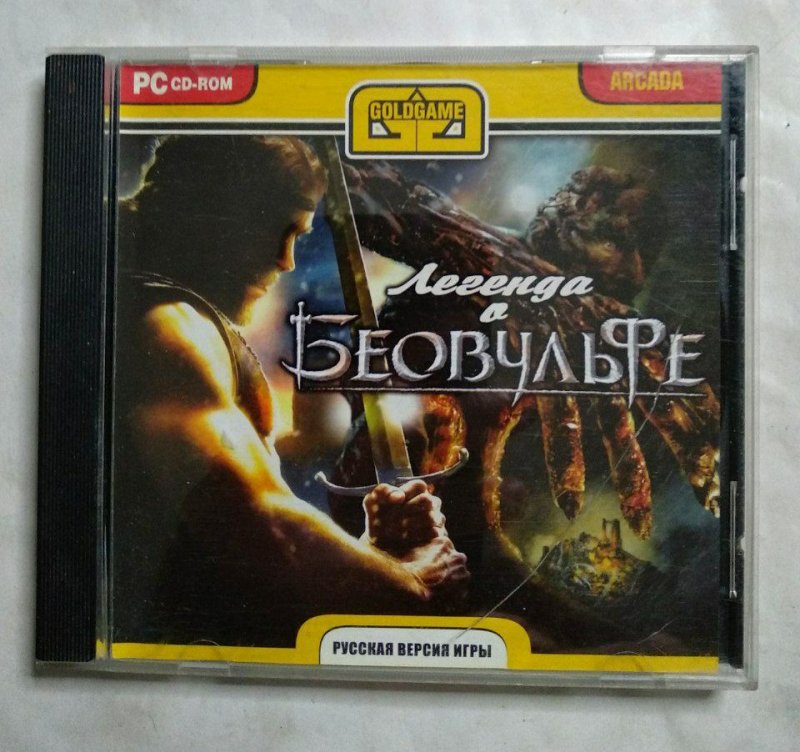 PC CD-ROM
GOLDGAME
ARCADA
Легенда
о
БЕОВУЛЬФЕ
РУССКАЯ ВЕРСИЯ ИГРЫ